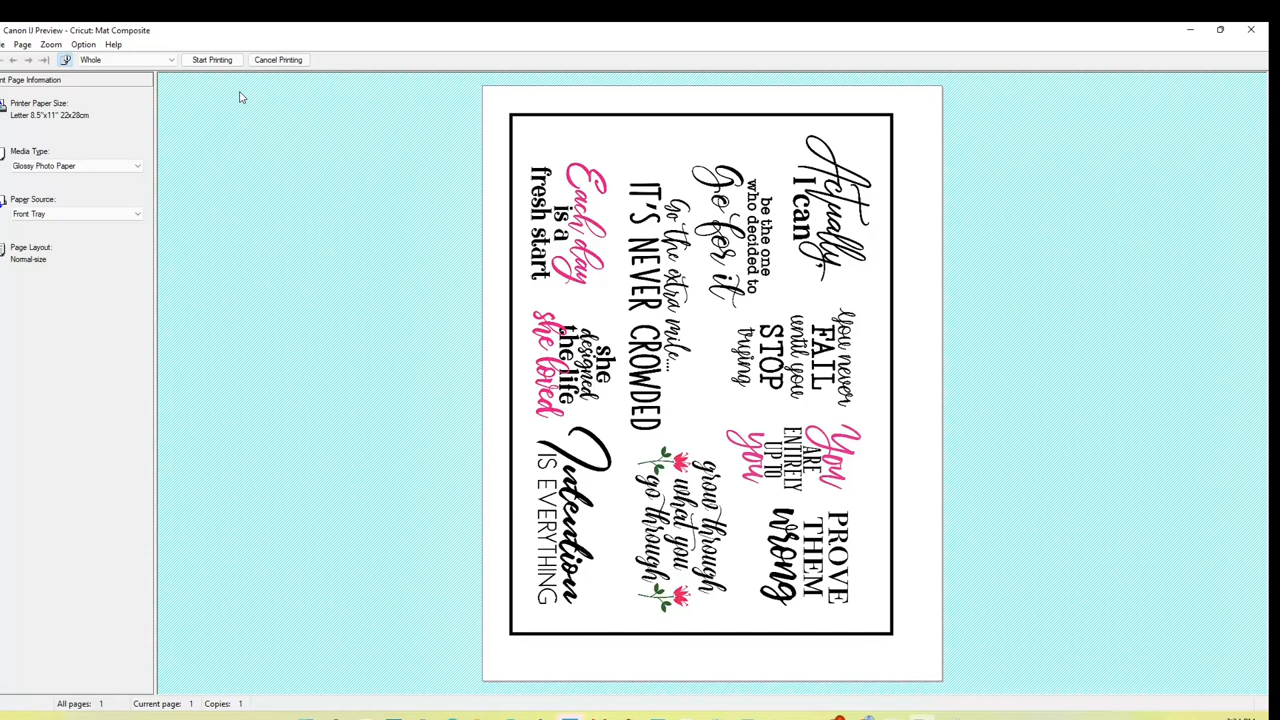 Canon IJ Preview - Cricut: Mat Composite
Page Zoom Option Help
Whole
Start Printing
Cancel Printing
nt Page Information
Printer Paper Size:
Letter 8.5"x11" 22x28cm
Media Type:
Glossy Photo Paper
Paper Source:
Front Tray
Page Layout:
Normal-size
Actually,
I can
you never
FAIL
until you
STOP
trying
You
ARE
ENTIRELY
UP TO
you
PROVE
THEM
wrong
be the one
who decided to
Go for it
Go the extra mile...
IT'S NEVER CROWDED
grow through
what you
go through
Each day
is a
fresh start
she
designed
the life
she loved
Intention
IS EVERYTHING
All pages: 1
Current page: 1
Copies: 1